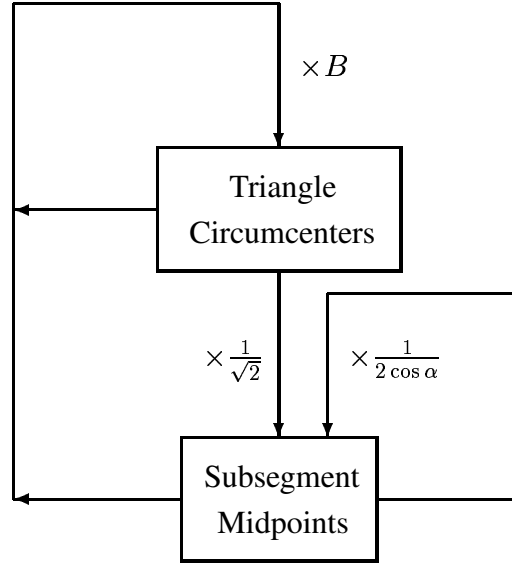 ×B
Triangle
Circumcenters
×1/√2
×1/(2 cos α)
Subsegment
Midpoints